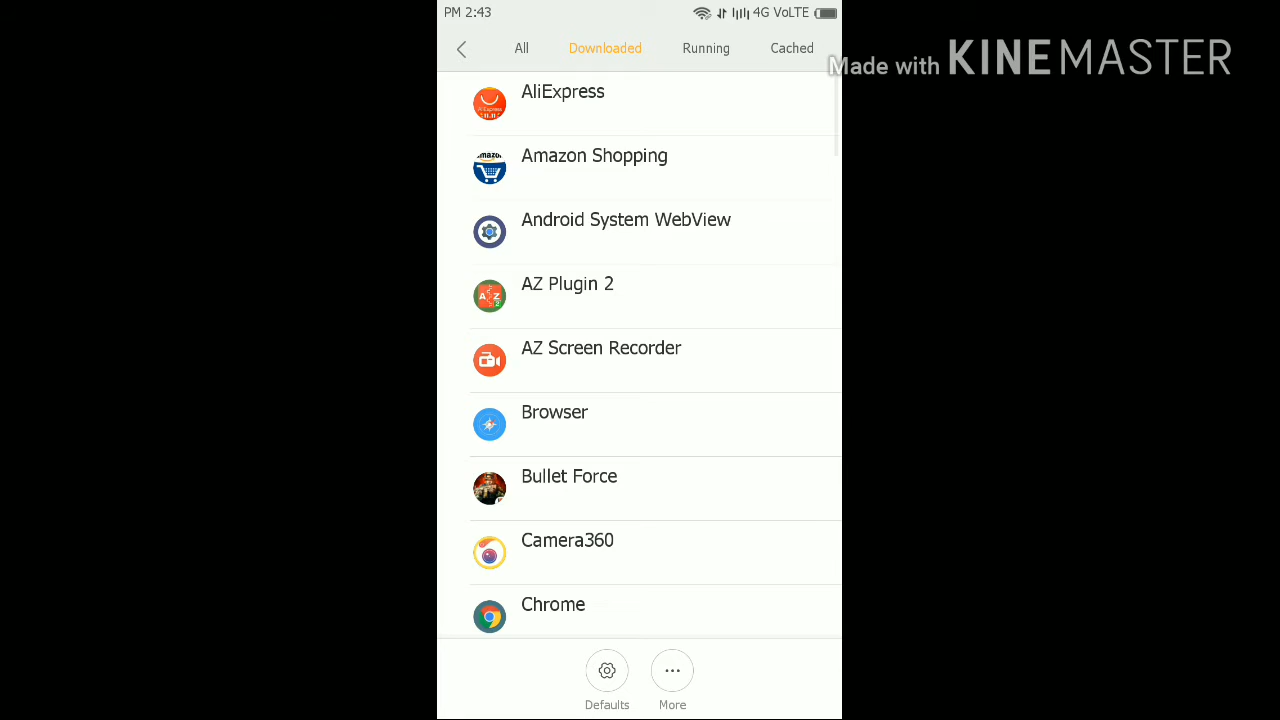 PM 2:43
4G VoLTE
All Downloaded Running Cached
Made with KINEMASTER
AliExpress
Amazon Shopping
Android System WebView
AZ Plugin 2
AZ Screen Recorder
Browser
Bullet Force
Camera360
Chrome
Defaults More